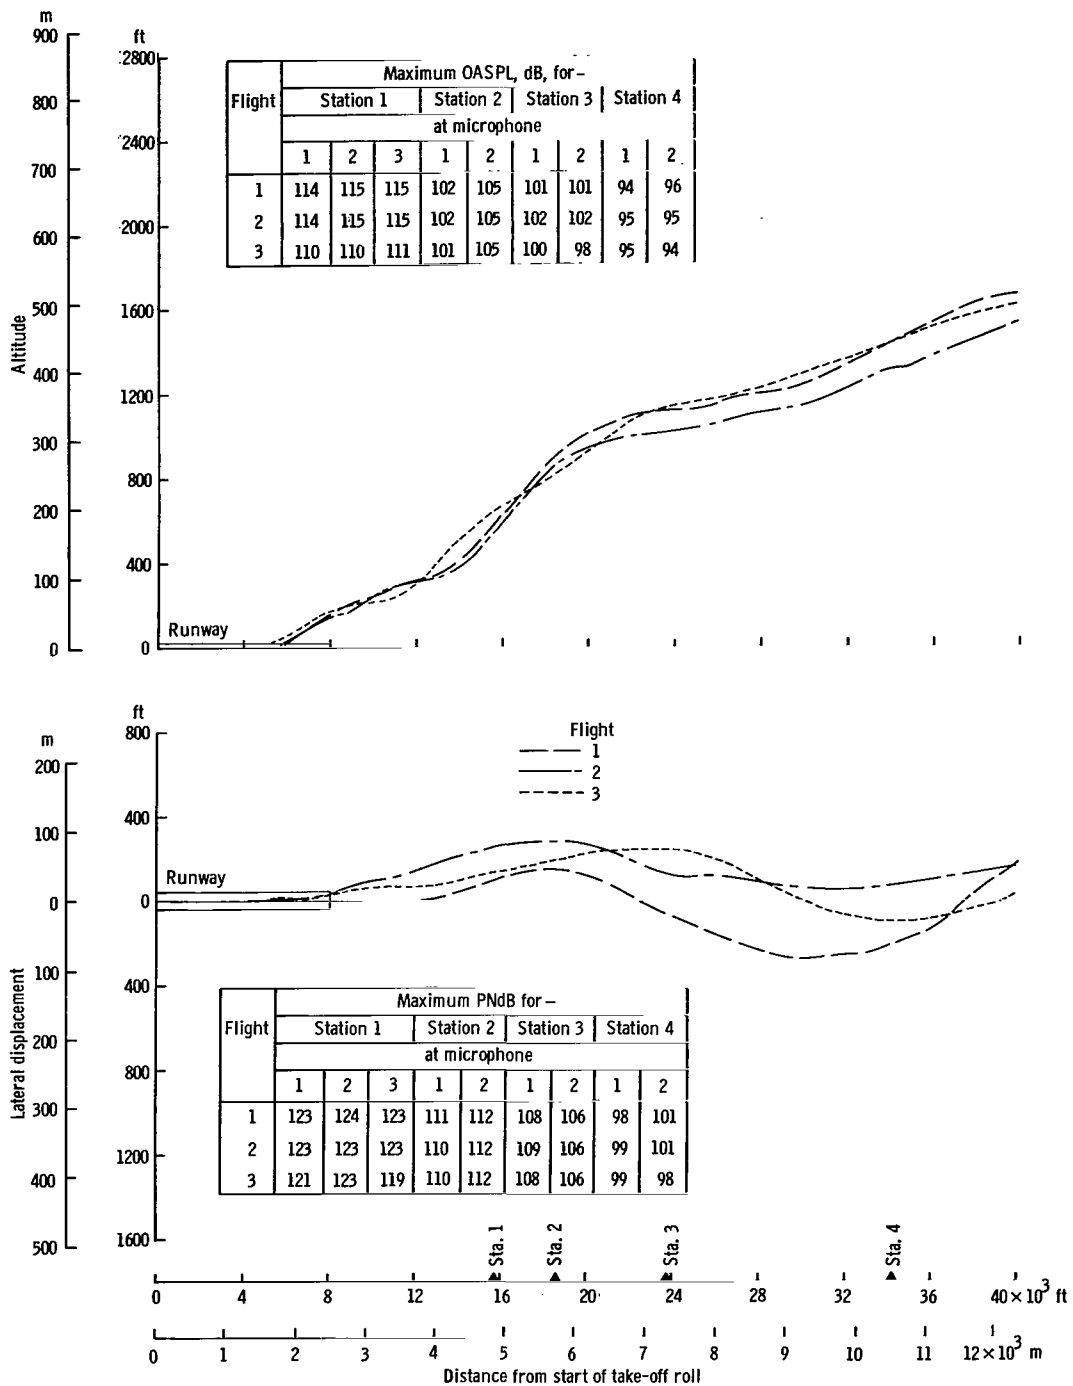 m
ft
900
800
700
600
500
400
300
200
100
0
Altitude
2800
2400
2000
1600
1200
800
400
0
Maximum OASPL, dB, for–
Flight Station 1 Station 2 Station 3 Station 4
at microphone
1 2 3 1 2 1 2 1 2
1 114 115 115 102 105 101 101 94 96
2 114 115 115 102 105 102 102 95 95
3 110 110 111 101 105 100 98 95 94
Runway
ft
m
800
400
0
400
800
1200
1600
200
100
0
100
200
300
400
500
Lateral displacement
Flight
1
2
3
Runway
Maximum PNdB for–
Flight Station 1 Station 2 Station 3 Station 4
at microphone
1 2 3 1 2 1 2 1 2
1 123 124 123 111 112 108 106 98 101
2 123 123 123 110 112 109 106 99 101
3 121 123 119 110 112 108 106 99 98
Sta. 1 Sta. 2 Sta. 3 Sta. 4
0 4 8 12 16 20 24 28 32 36 40 × 10³ ft
0 1 2 3 4 5 6 7 8 9 10 11 12 × 10³ m
Distance from start of take-off roll